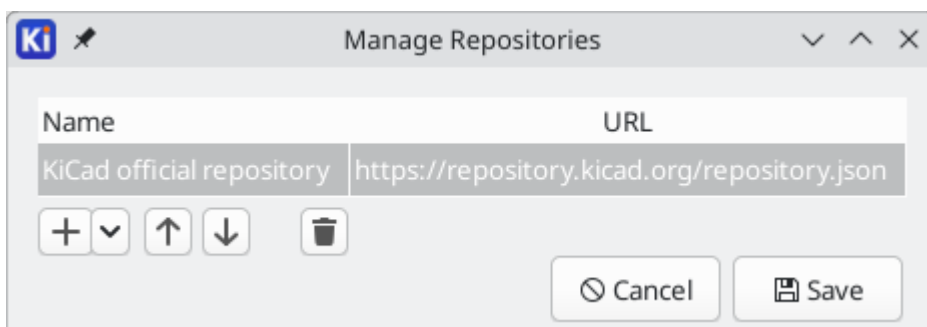 Ki Manage Repositories
Name URL
KiCad official repository https://repository.kicad.org/repository.json
Cancel Save